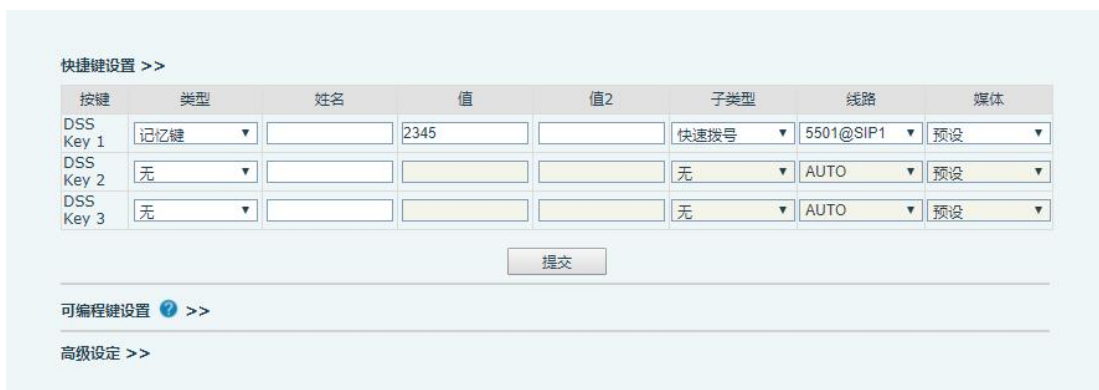 快捷键设置 >>
按键 类型 姓名 值 值2 子类型 线路 媒体
DSS Key 1 记忆键 2345 快速拨号 5501@SIP1 预设
DSS Key 2 无 无 AUTO 预设
DSS Key 3 无 无 AUTO 预设
提交
可编程键设置 ? >>
高级设定 >>